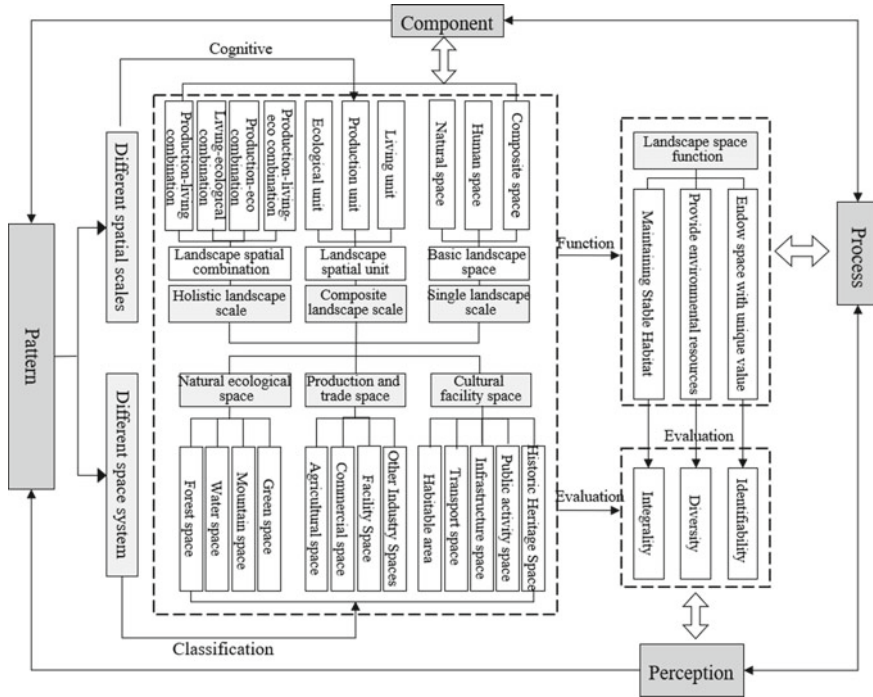 Component
Cognitive
Pattern
Different spatial scales
Different space system
Production-living
combination
Living-ecological
combination
Production-eco
combination
Production-living-
eco combination
Ecological unit
Production unit
Living unit
Natural space
Human space
Composite space
Landscape spatial
combination
Landscape
spatial unit
Basic landscape
space
Holistic landscape
scale
Composite
landscape scale
Single landscape
scale
Natural ecological
space
Production and
trade space
Cultural
facility space
Forest space
Water space
Mountain space
Green space
Agricultural space
Commercial space
Facility Space
Other Industry Spaces
Habitable area
Transport space
Infrastructure space
Public activity space
Historic Heritage Space
Classification
Function
Evaluation
Landscape space
function
Maintaining Stable Habitat
Provide environmental resources
Endow space with unique value
Evaluation
Integrality
Diversity
Identifiability
Process
Perception